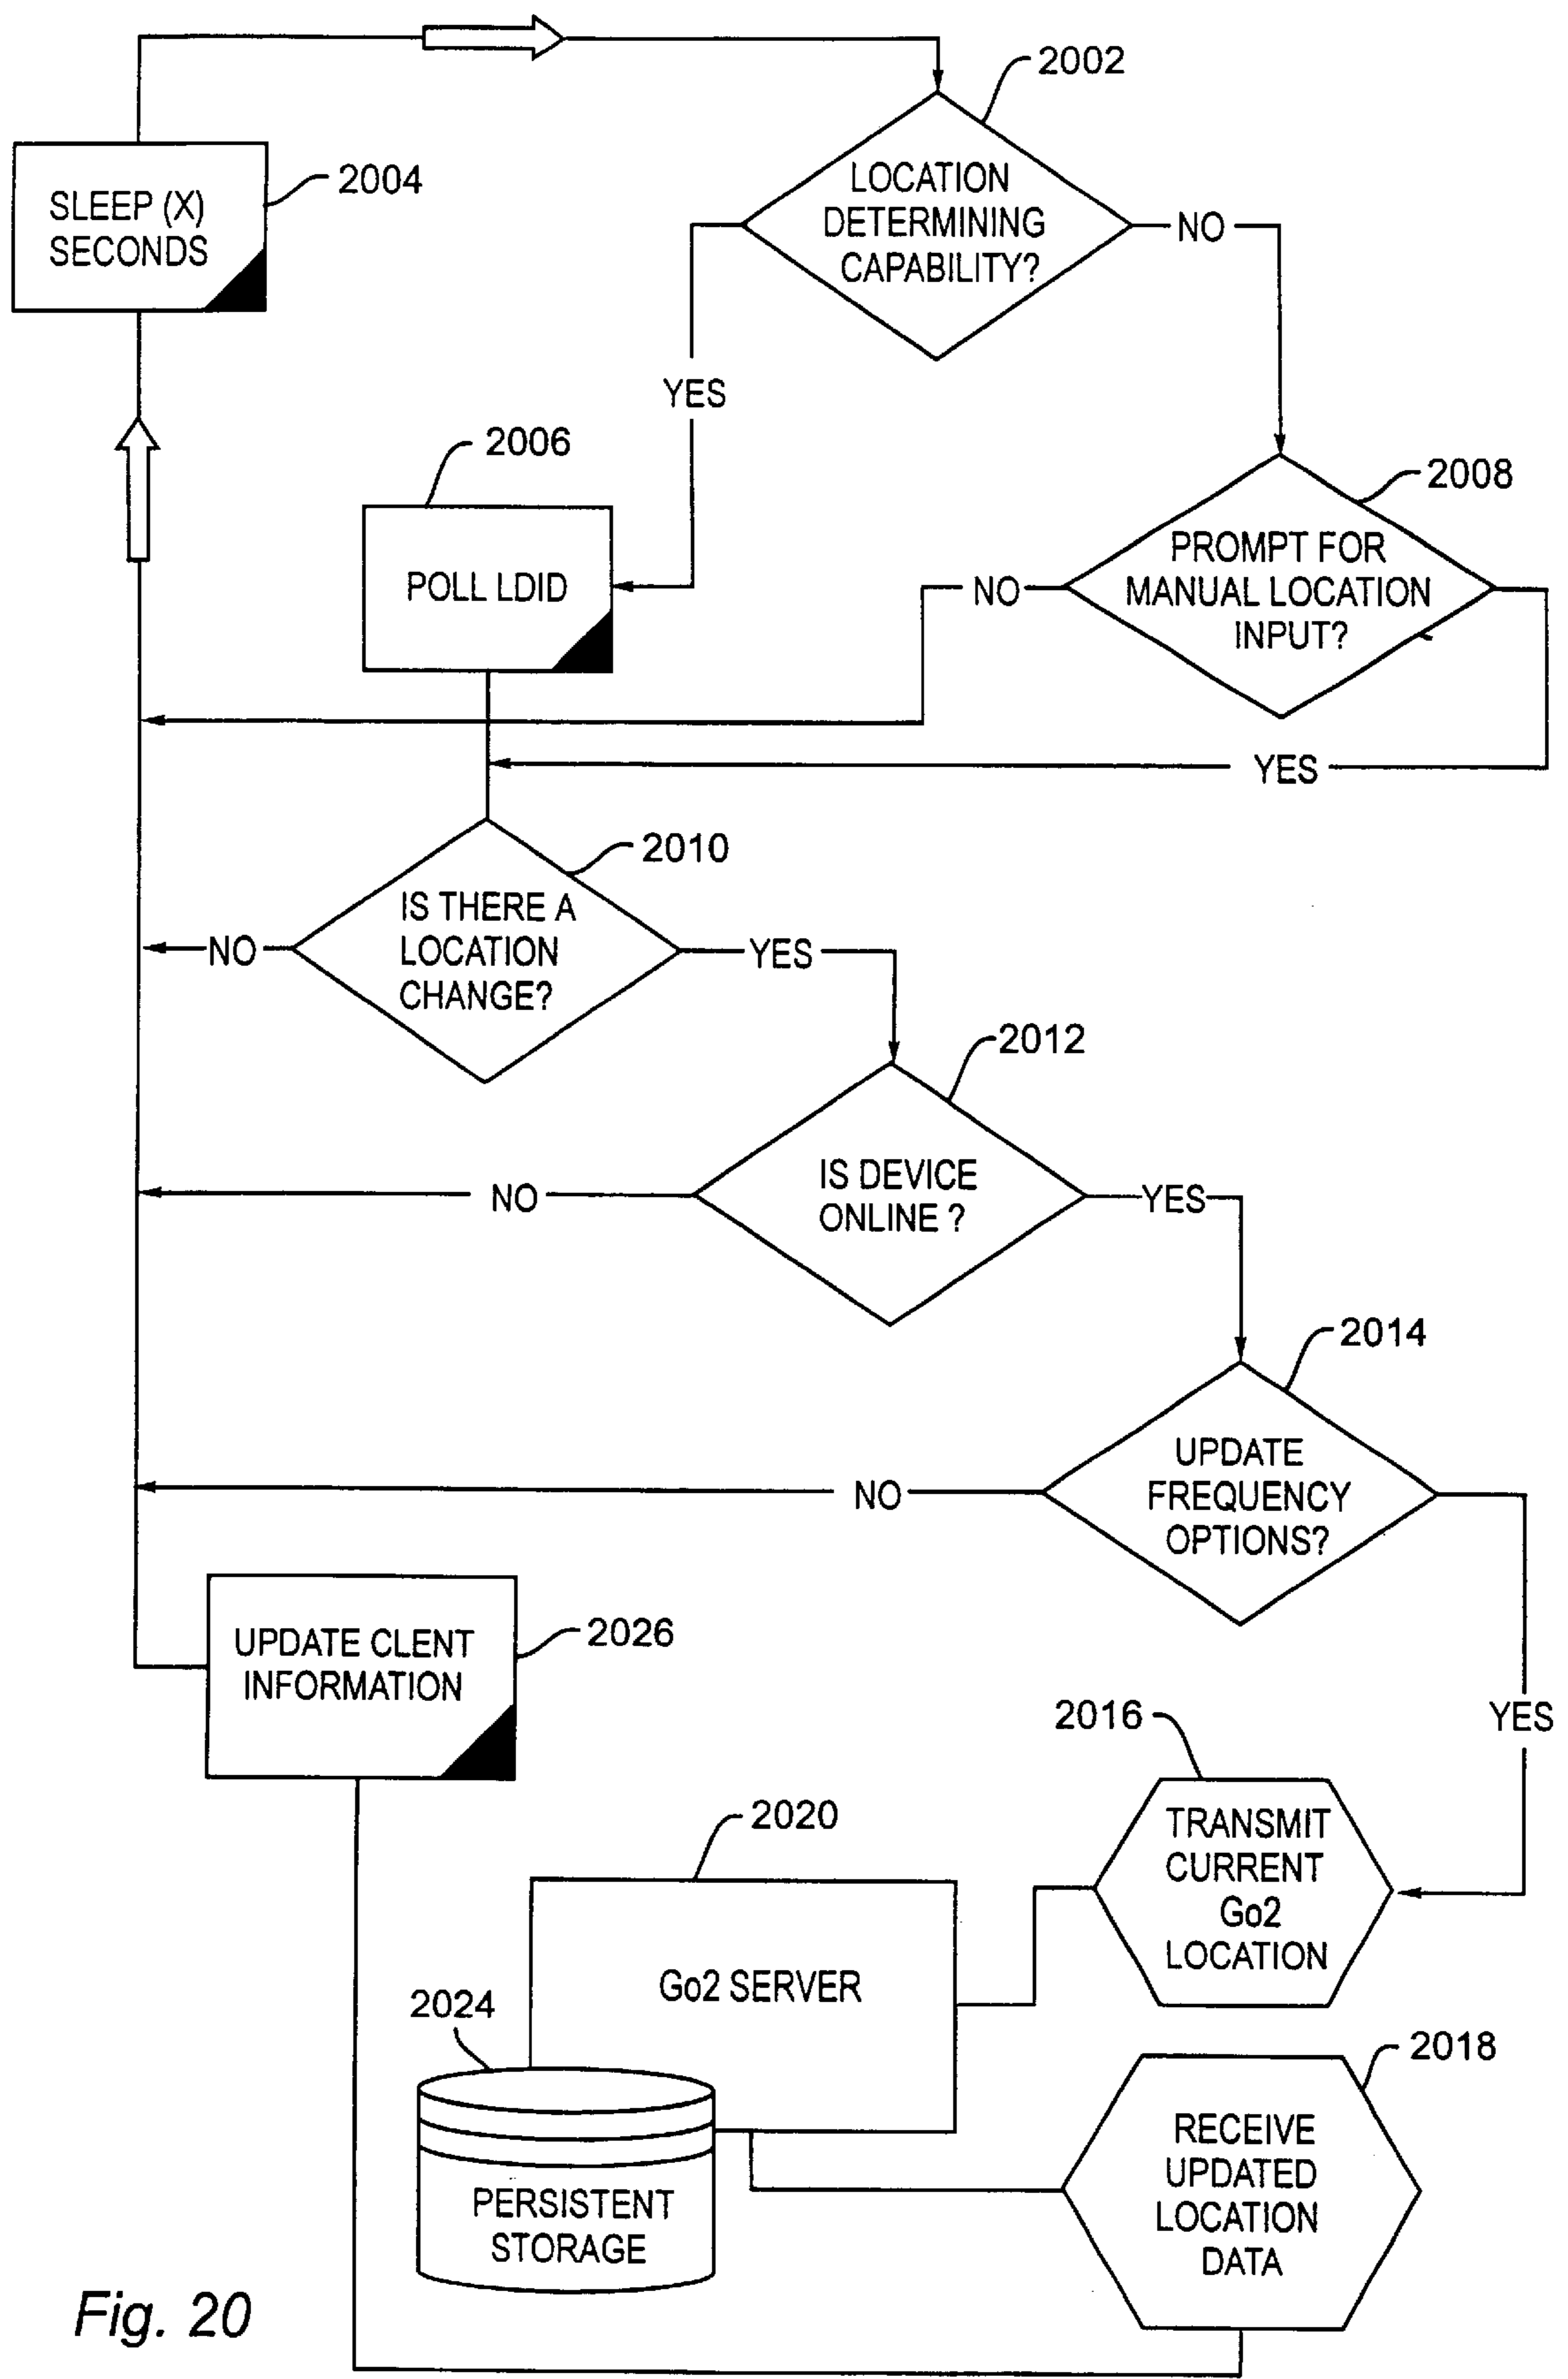 2002
2004
SLEEP (X)
SECONDS
LOCATION
DETERMINING
CAPABILITY?
NO
YES
2006
POLL LDID
2008
PROMPT FOR
MANUAL LOCATION
INPUT?
NO
YES
2010
IS THERE A
LOCATION
CHANGE?
NO
YES
2012
IS DEVICE
ONLINE ?
NO
YES
2014
UPDATE
FREQUENCY
OPTIONS?
NO
YES
2026
UPDATE CLENT
INFORMATION
2016
TRANSMIT
CURRENT
Go2
LOCATION
2020
Go2 SERVER
2024
PERSISTENT
STORAGE
2018
RECEIVE
UPDATED
LOCATION
DATA
Fig. 20